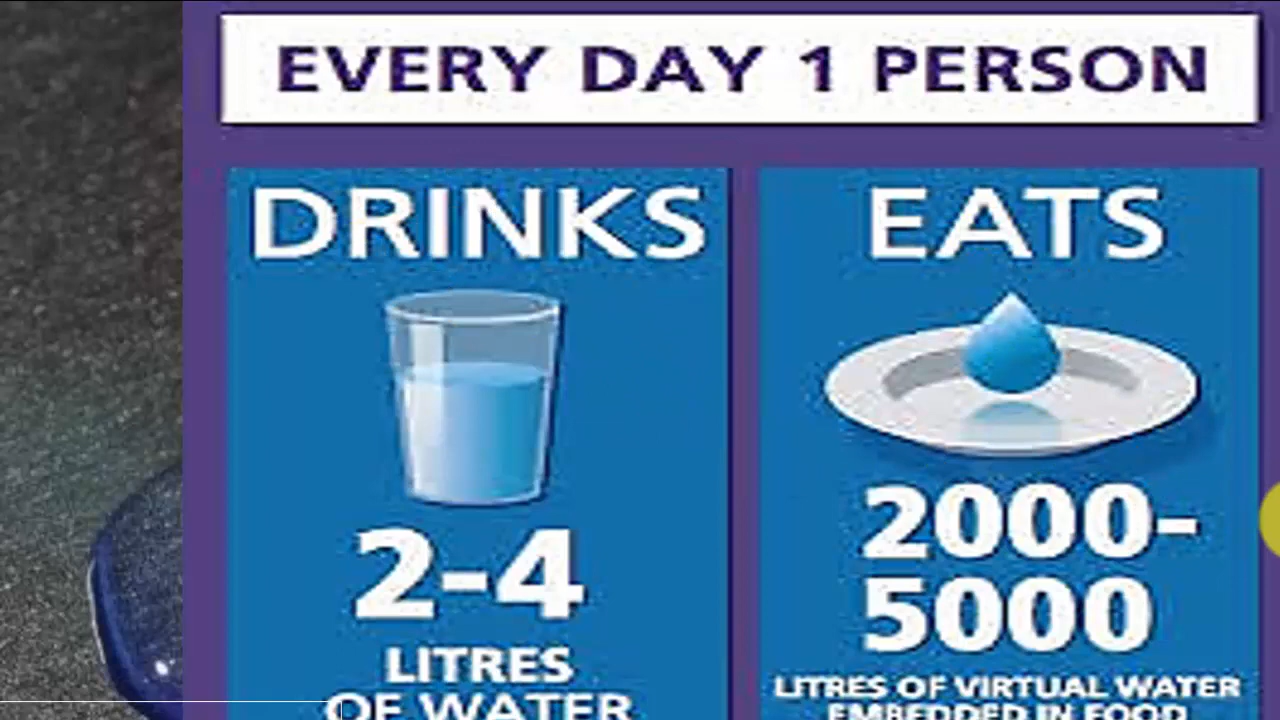 EVERY DAY 1 PERSON
DRINKS
2-4
LITRES
OF WATER
EATS
2000-
5000
LITRES OF VIRTUAL WATER
EMBEDDED IN FOOD